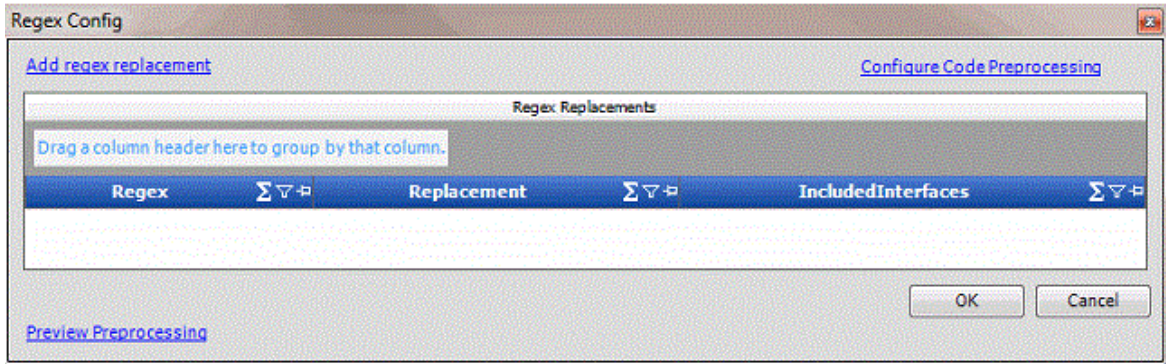 Regex Config
Add regex replacement
Configure Code Preprocessing
Regex Replacements
Drag a column header here to group by that column.
Regex Σ Replacement Σ IncludedInterfaces Σ
OK Cancel
Preview Preprocessing